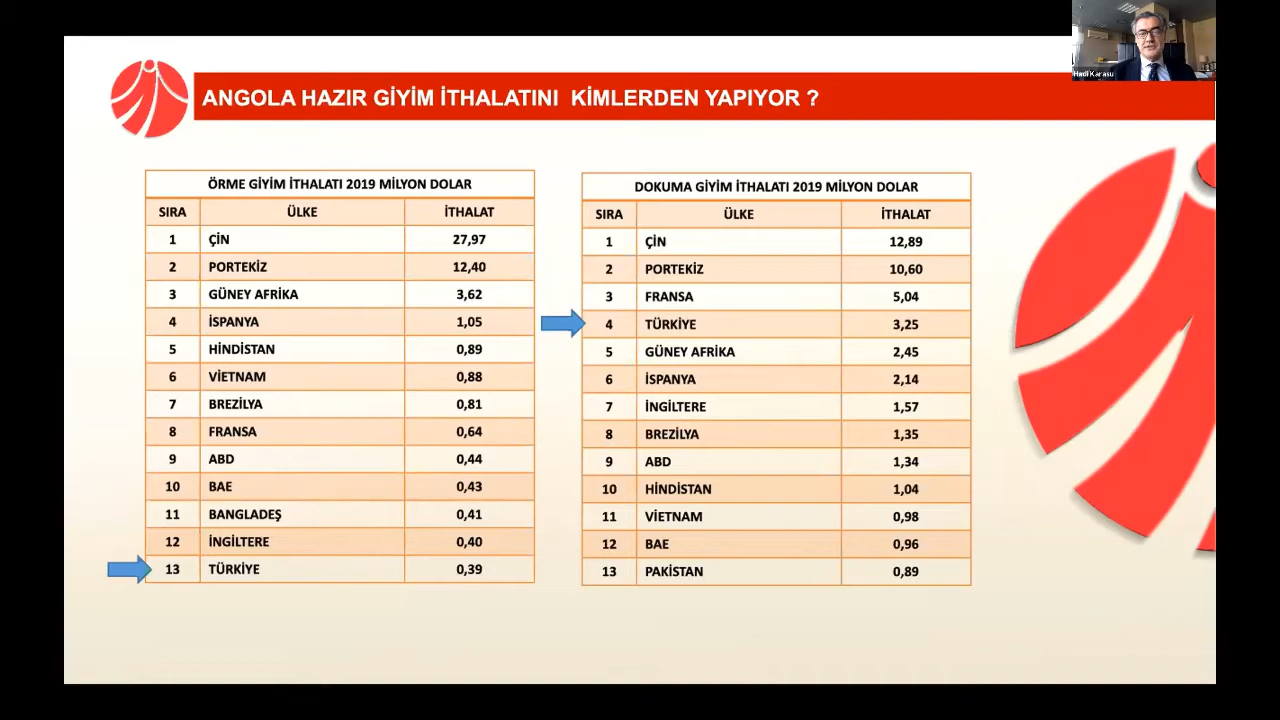 Hadi Karasu
ANGOLA HAZIR GİYİM İTHALATINI KİMLERDEN YAPIYOR ?
ÖRME GİYİM İTHALATI 2019 MİLYON DOLAR
SIRA ÜLKE İTHALAT
1 ÇİN 27,97
2 PORTEKİZ 12,40
3 GÜNEY AFRİKA 3,62
4 İSPANYA 1,05
5 HİNDİSTAN 0,89
6 VİETNAM 0,88
7 BREZİLYA 0,81
8 FRANSA 0,64
9 ABD 0,44
10 BAE 0,43
11 BANGLADEŞ 0,41
12 İNGİLTERE 0,40
13 TÜRKİYE 0,39
DOKUMA GİYİM İTHALATI 2019 MİLYON DOLAR
SIRA ÜLKE İTHALAT
1 ÇİN 12,89
2 PORTEKİZ 10,60
3 FRANSA 5,04
4 TÜRKİYE 3,25
5 GÜNEY AFRİKA 2,45
6 İSPANYA 2,14
7 İNGİLTERE 1,57
8 BREZİLYA 1,35
9 ABD 1,34
10 HİNDİSTAN 1,04
11 VİETNAM 0,98
12 BAE 0,96
13 PAKİSTAN 0,89